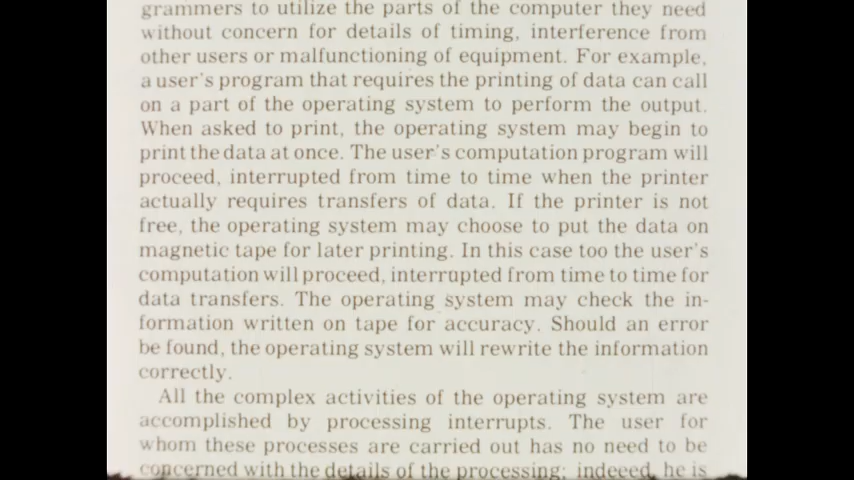 grammers to utilize the parts of the computer they need
without concern for details of timing, interference from
other users or malfunctioning of equipment. For example,
a user's program that requires the printing of data can call
on a part of the operating system to perform the output.
When asked to print, the operating system may begin to
print the data at once. The user's computation program will
proceed, interrupted from time to time when the printer
actually requires transfers of data. If the printer is not
free, the operating system may choose to put the data on
magnetic tape for later printing. In this case too the user's
computation will proceed, interrupted from time to time for
data transfers. The operating system may check the in-
formation written on tape for accuracy. Should an error
be found, the operating system will rewrite the information
correctly.
All the complex activities of the operating system are
accomplished by processing interrupts. The user for
whom these processes are carried out has no need to be
concerned with the details of the processing; indeed, he is